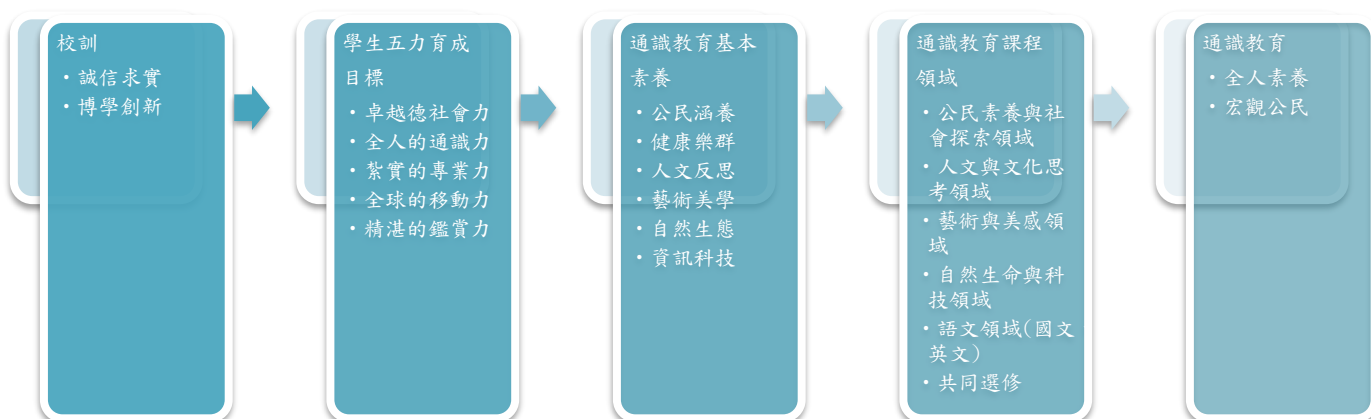 校訓
・誠信求實
・博學創新
學生五力育成
目標
・卓越德社會力
・全人的通識力
・紮實的專業力
・全球的移動力
・精湛的鑑賞力
通識教育基本
素養
・公民涵養
・健康樂群
・人文反思
・藝術美學
・自然生態
・資訊科技
通識教育課程
領域
・公民素養與社
會探索領域
・人文與文化思
考領域
・藝術與美感領
域
・自然生命與科
技領域
・語文領域(國文
英文)
・共同選修
通識教育
・全人素養
・宏觀公民